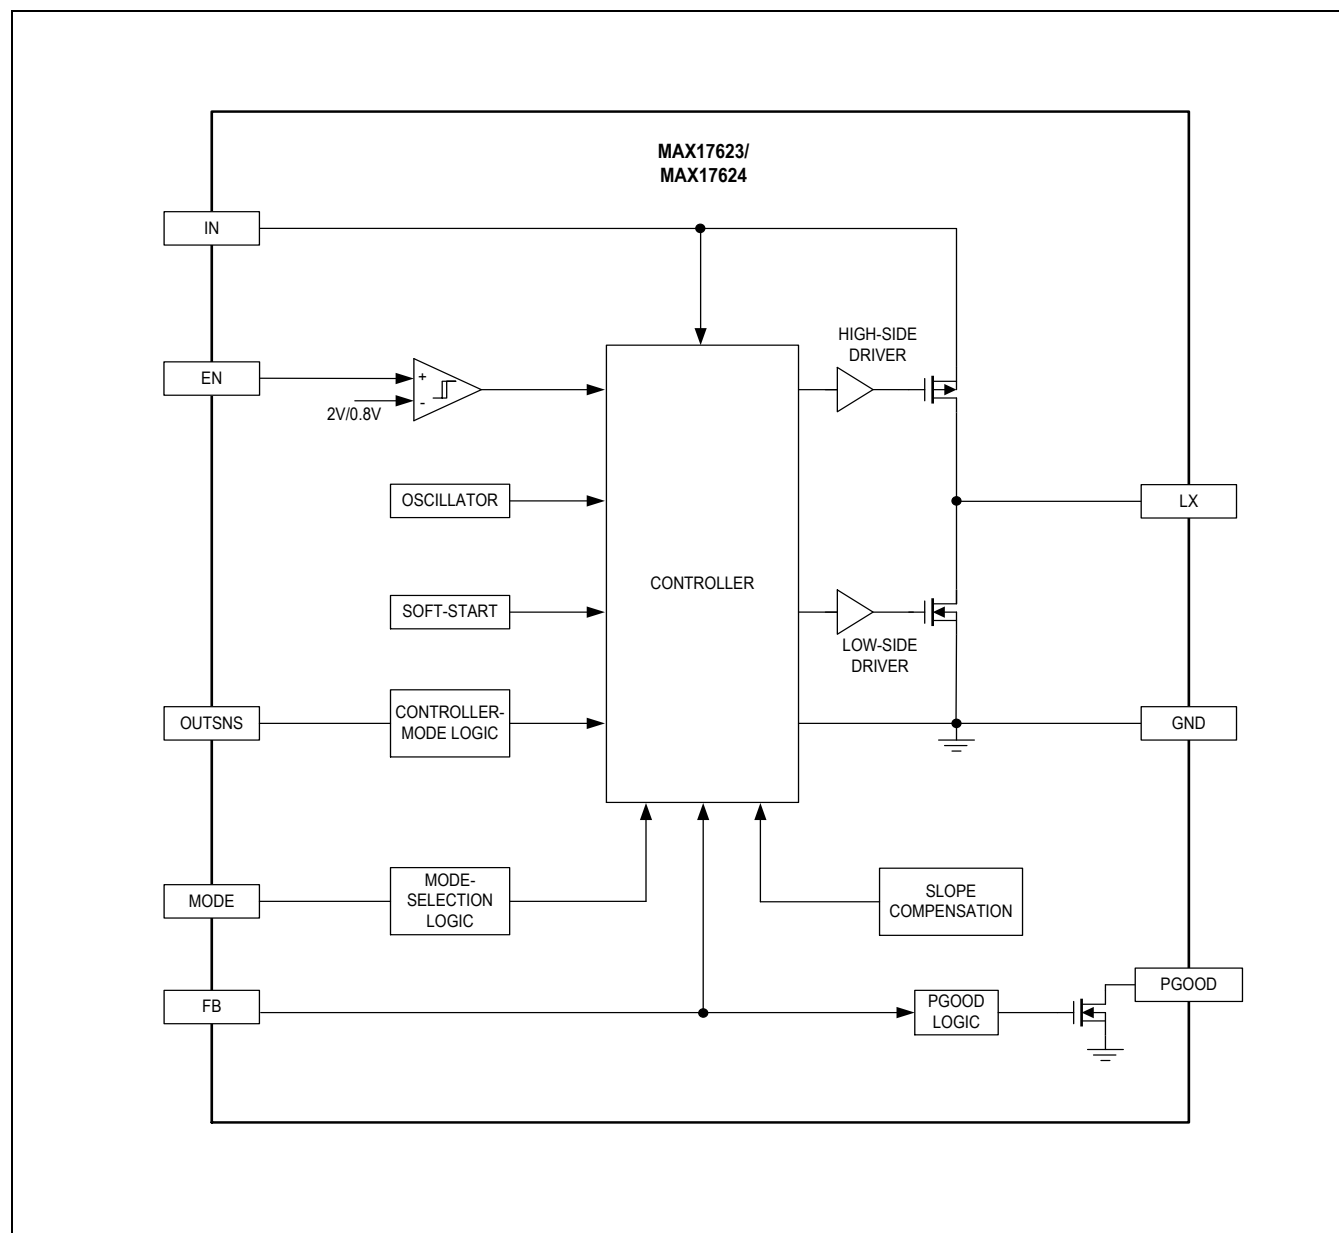 MAX17623/
MAX17624
IN
HIGH-SIDE
DRIVER
EN
+
-
2V/0.8V
OSCILLATOR
LX
CONTROLLER
SOFT-START
LOW-SIDE
DRIVER
OUTSNS
CONTROLLER-
MODE LOGIC
GND
MODE
MODE-
SELECTION
LOGIC
SLOPE
COMPENSATION
PGOOD
FB
PGOOD
LOGIC